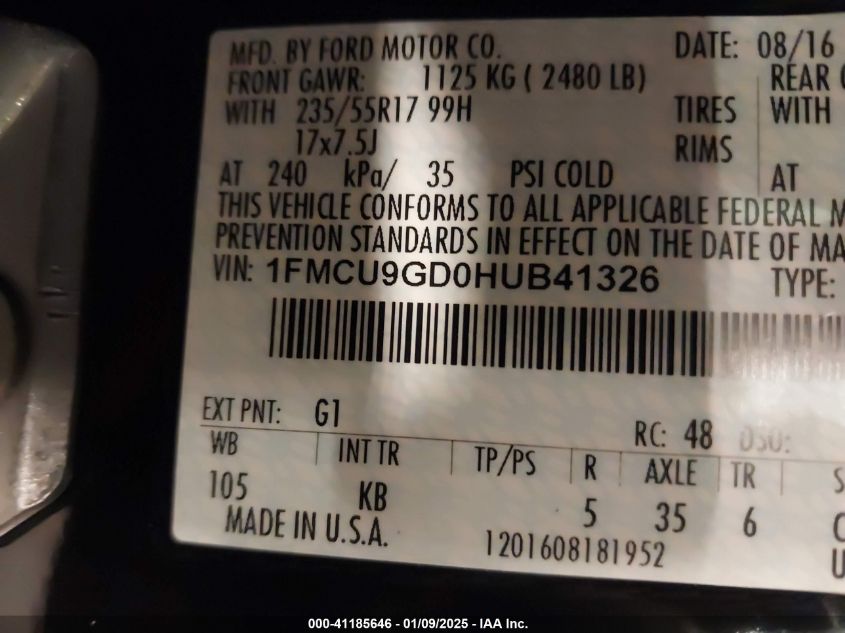 MFD. BY FORD MOTOR CO. DATE: 08/16
FRONT GAWR: 1125 KG ( 2480 LB) REAR
WITH 235/55R17 99H TIRES WITH
17x7.5J RIMS
AT 240 kPa/ 35 PSI COLD AT
THIS VEHICLE CONFORMS TO ALL APPLICABLE FEDERAL M
PREVENTION STANDARDS IN EFFECT ON THE DATE OF MA
VIN: 1FMCU9GD0HUB41326 TYPE:
EXT PNT: G1 RC: 48 DSO:
WB INT TR TP/PS R AXLE TR S
105 KB 5 35 6
MADE IN U.S.A. 1201608181952
000-41185646 - 01/09/2025 - IAA Inc.